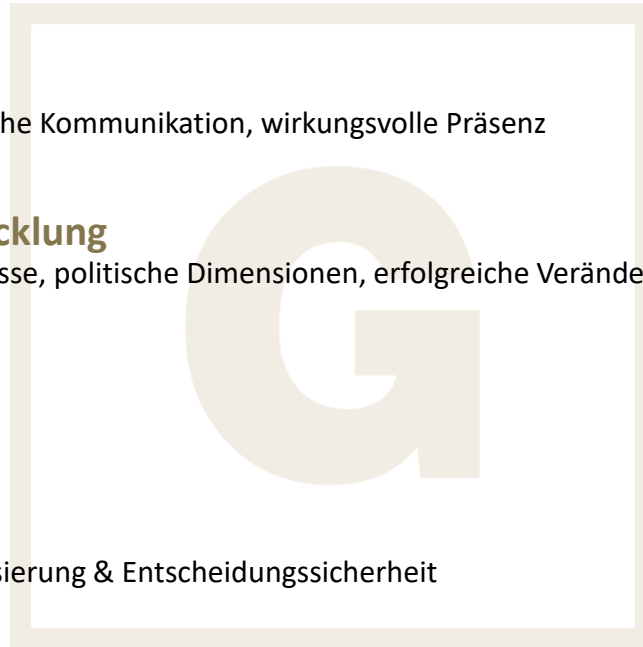 he Kommunikation, wirkungsvolle Präsenz
cklung
sse, politische Dimensionen, erfolgreiche Verände
G
sierung & Entscheidungssicherheit